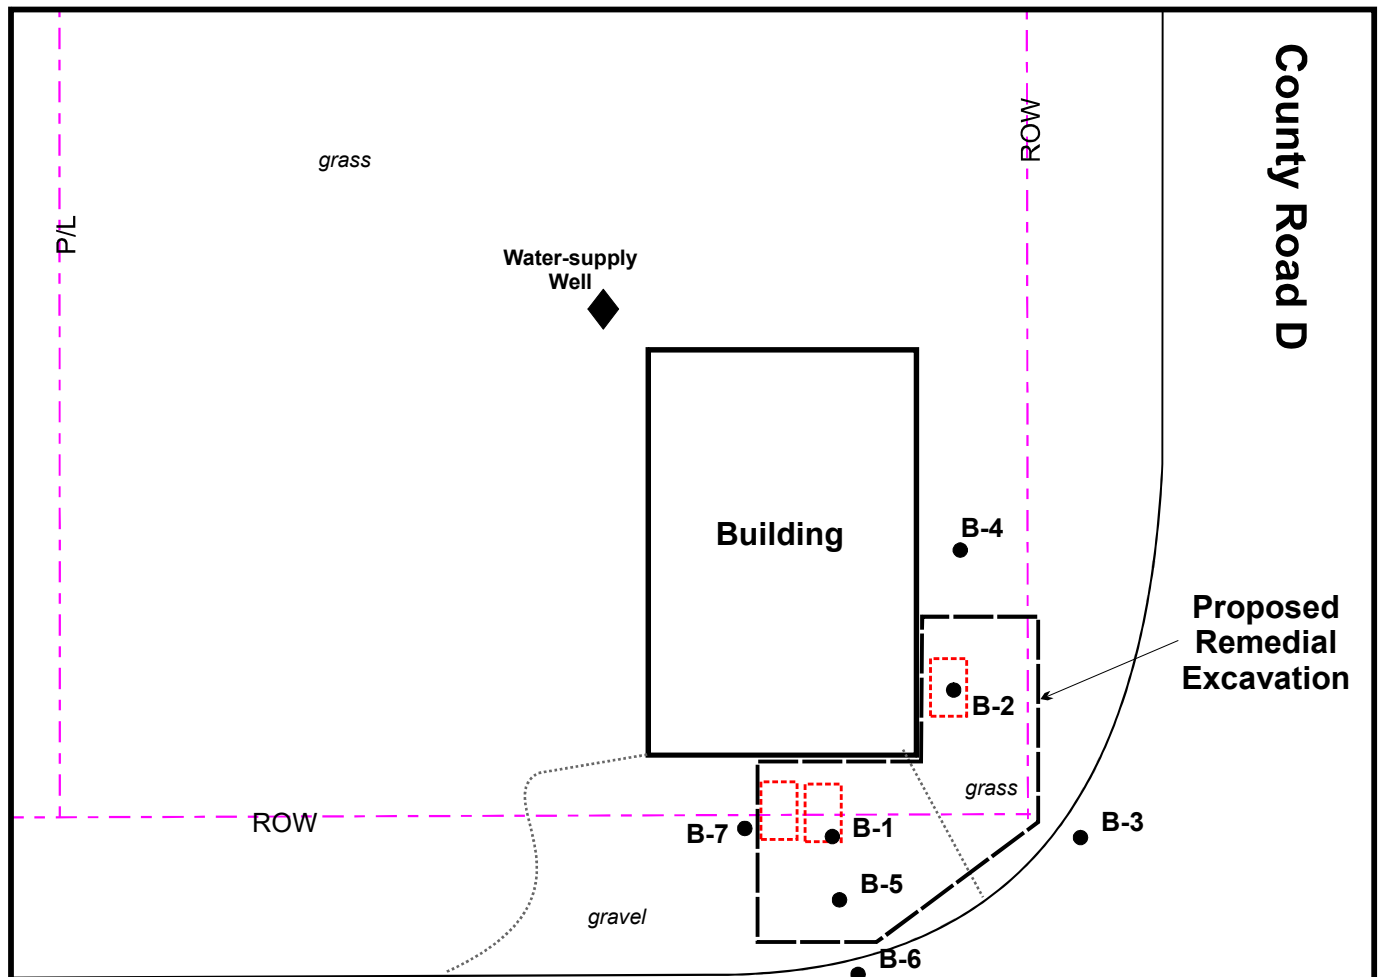 County Road D
ROW
grass
P/L
Water-supply
Well
B-4
Building
Proposed
Remedial
Excavation
B-2
grass
ROW
B-7
B-1
B-3
B-5
gravel
B-6